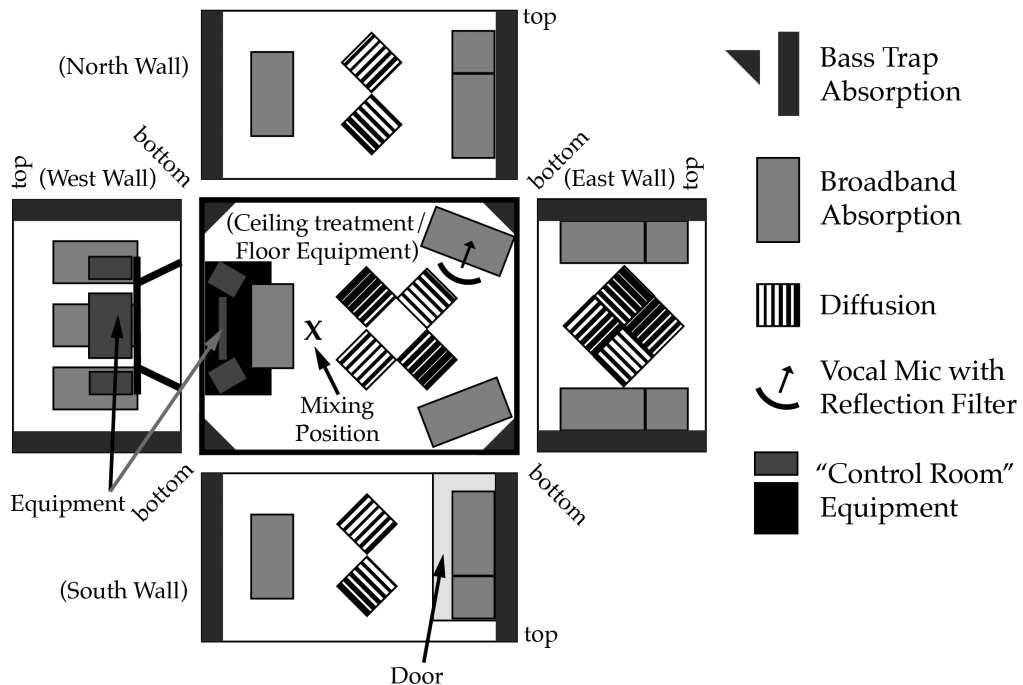 top
(North Wall)
bottom
top
(West Wall)
bottom
(East Wall)
top
(Ceiling treatment/
Floor Equipment)
X
Mixing
Position
Equipment
bottom
bottom
(South Wall)
top
Door
Bass Trap
Absorption
Broadband
Absorption
Diffusion
Vocal Mic with
Reflection Filter
“Control Room”
Equipment